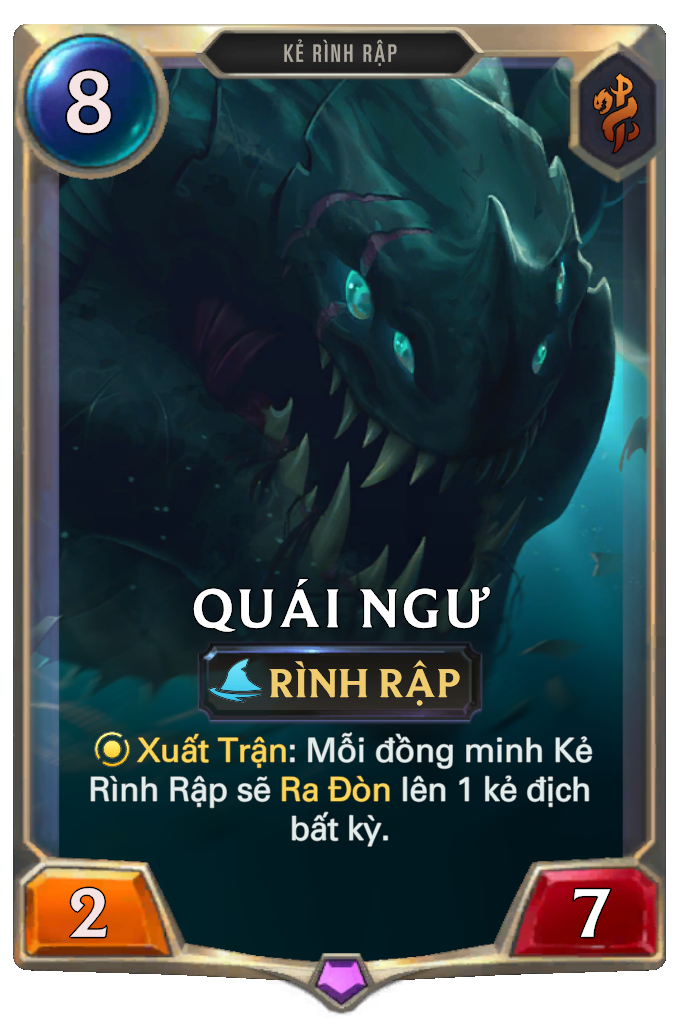 KẺ RÌNH RẬP
8
QUÁI NGƯ
RÌNH RẬP
Xuất Trận: Mỗi đồng minh Kẻ
Rình Rập sẽ Ra Đòn lên 1 kẻ địch
bất kỳ.
2
7